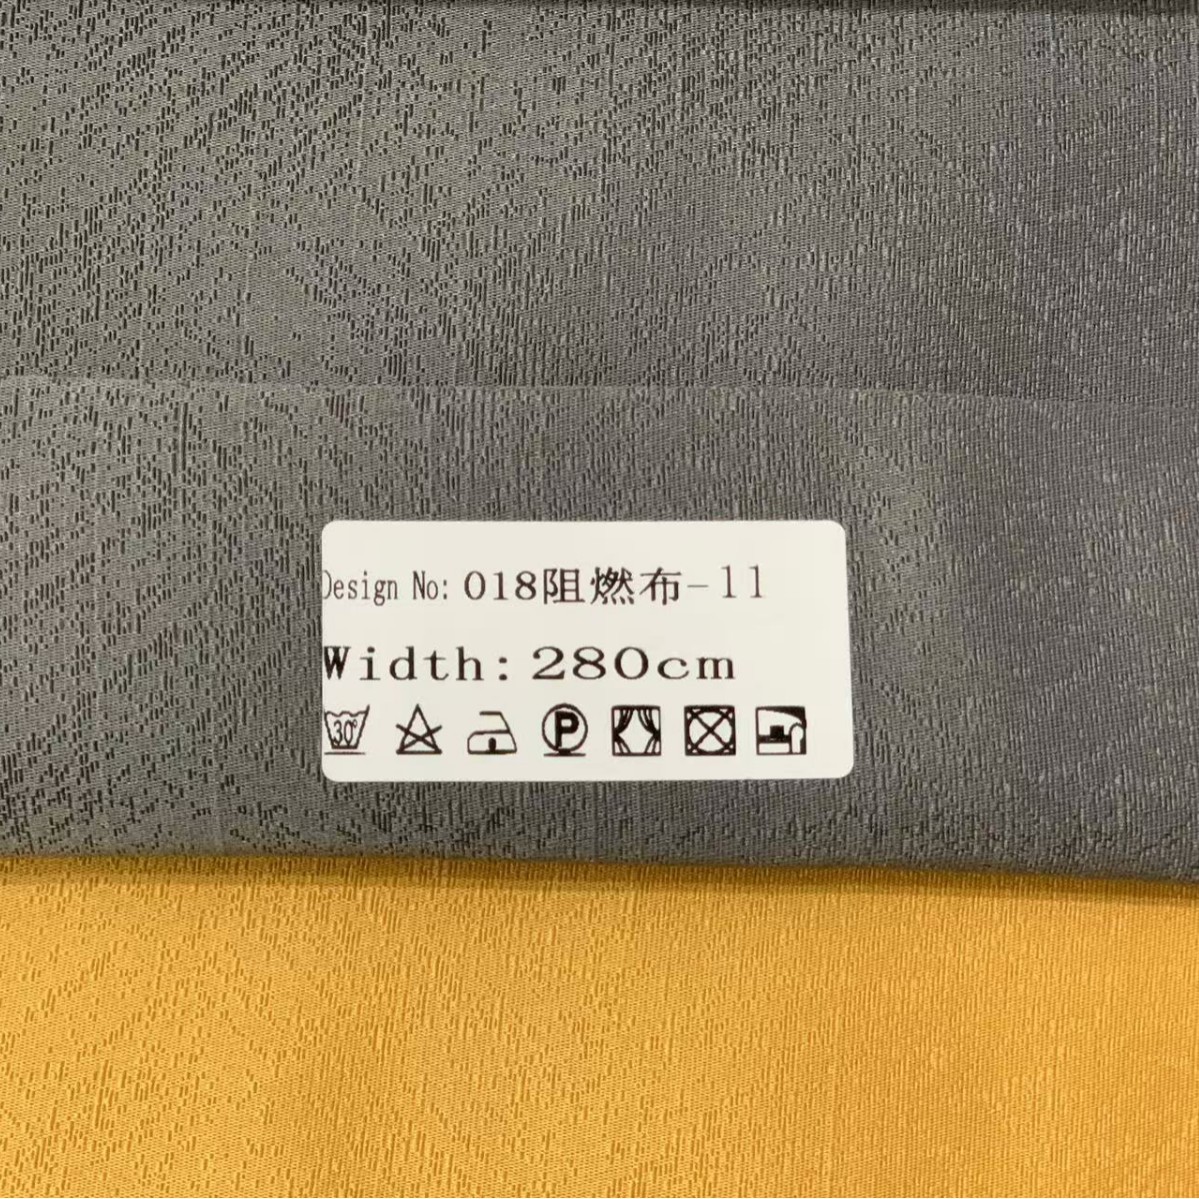 Design No: 018阻燃布-11
Width: 280cm
30° P